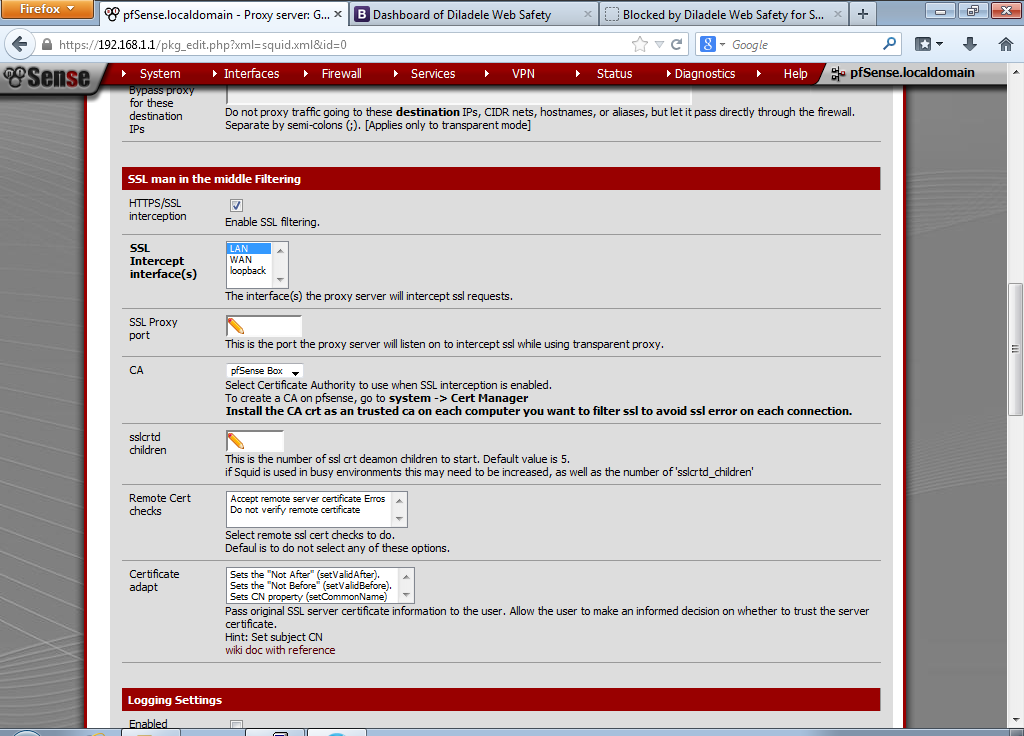 Firefox
pfSense.localdomain - Proxy server: G...
Dashboard of Diladele Web Safety
Blocked by Diladele Web Safety for S...
https://192.168.1.1/pkg_edit.php?xml=squid.xml&id=0
Google
Sense
System
Interfaces
Firewall
Services
VPN
Status
Diagnostics
Help
pfSense.localdomain
Bypass proxy
for these
destination
IPs
Do not proxy traffic going to these destination IPs, CIDR nets, hostnames, or aliases, but let it pass directly through the firewall.
Separate by semi-colons (;). [Applies only to transparent mode]
SSL man in the middle Filtering
HTTPS/SSL
interception
Enable SSL filtering.
SSL
Intercept
interface(s)
LAN
WAN
loopback
The interface(s) the proxy server will intercept ssl requests.
SSL Proxy
port
This is the port the proxy server will listen on to intercept ssl while using transparent proxy.
CA
pfSense Box
Select Certificate Authority to use when SSL interception is enabled.
To create a CA on pfsense, go to system -> Cert Manager
Install the CA crt as an trusted ca on each computer you want to filter ssl to avoid ssl error on each connection.
sslcrtd
children
This is the number of ssl crt deamon children to start. Default value is 5.
if Squid is used in busy environments this may need to be increased, as well as the number of 'sslcrtd_children'
Remote Cert
checks
Accept remote server certificate Erros
Do not verify remote certificate
Select remote ssl cert checks to do.
Defaul is to do not select any of these options.
Certificate
adapt
Sets the "Not After" (setValidAfter).
Sets the "Not Before" (setValidBefore).
Sets CN property (setCommonName)
Pass original SSL server certificate information to the user. Allow the user to make an informed decision on whether to trust the server
certificate.
Hint: Set subject CN
wiki doc with reference
Logging Settings
Enabled